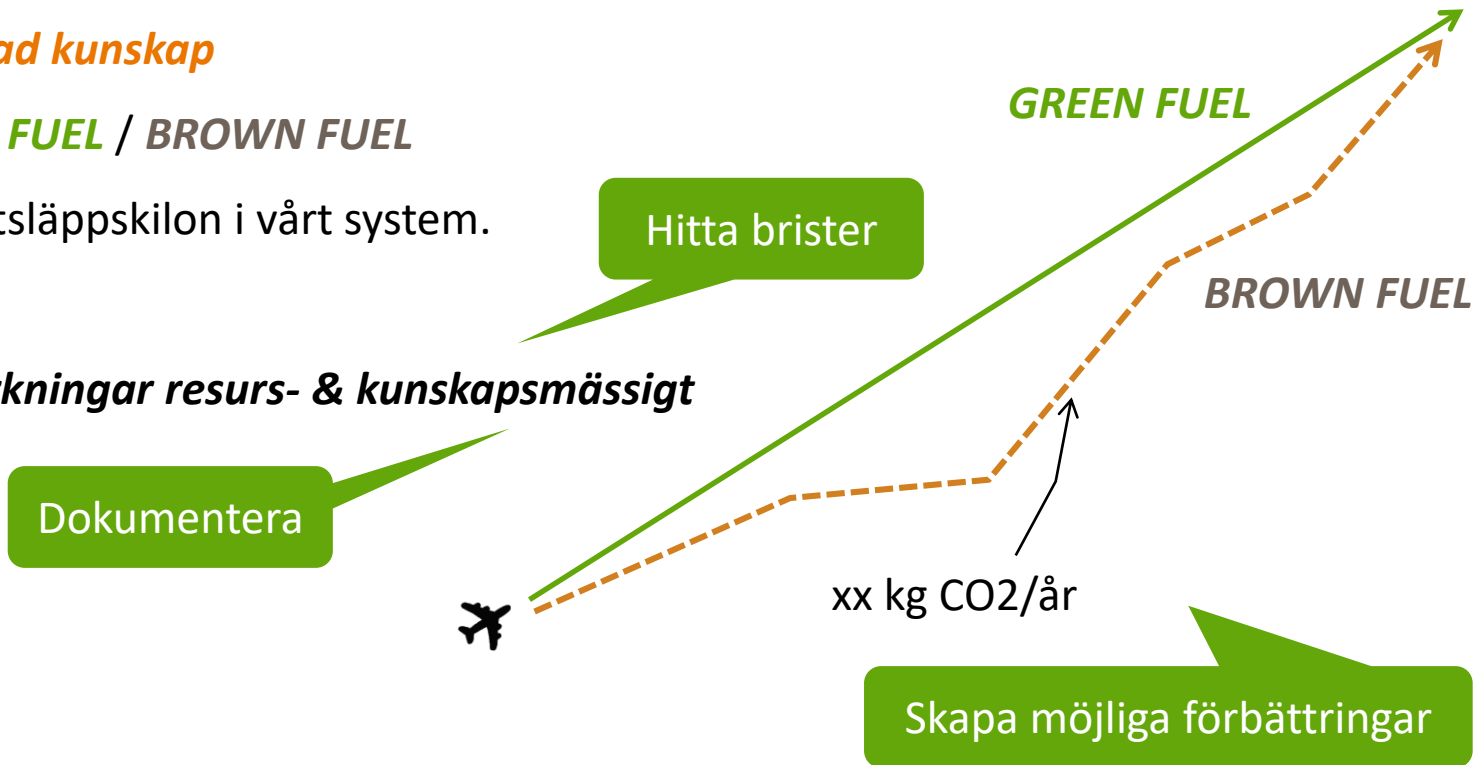 ad kunskap
FUEL / BROWN FUEL
tsläppskilon i vårt system.
Hitta brister
rkningar resurs- & kunskapsmässigt
Dokumentera
GREEN FUEL
BROWN FUEL
xx kg CO2/år
Skapa möjliga förbättringar